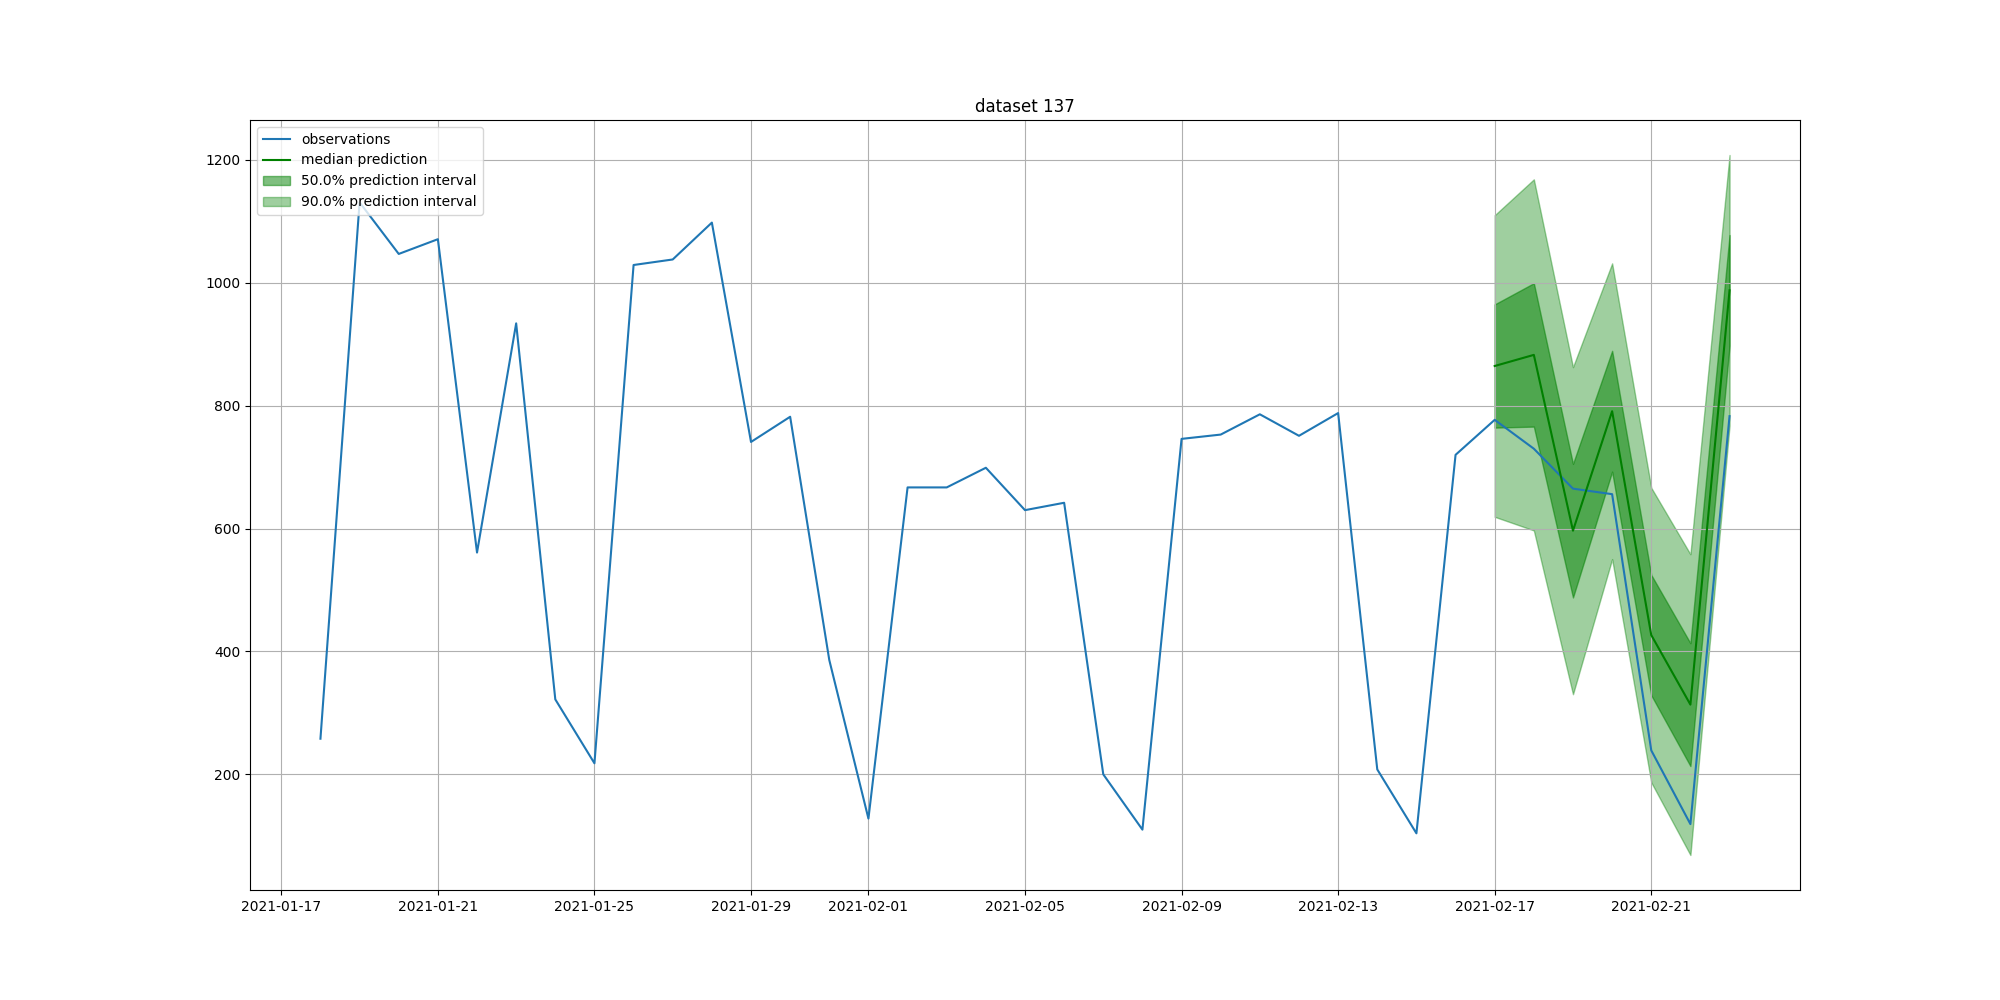 dataset 137
observations
median prediction
50.0% prediction interval
90.0% prediction interval
1200
1000
800
600
400
200
2021-01-17 2021-01-21 2021-01-25 2021-01-29 2021-02-01 2021-02-05 2021-02-09 2021-02-13 2021-02-17 2021-02-21